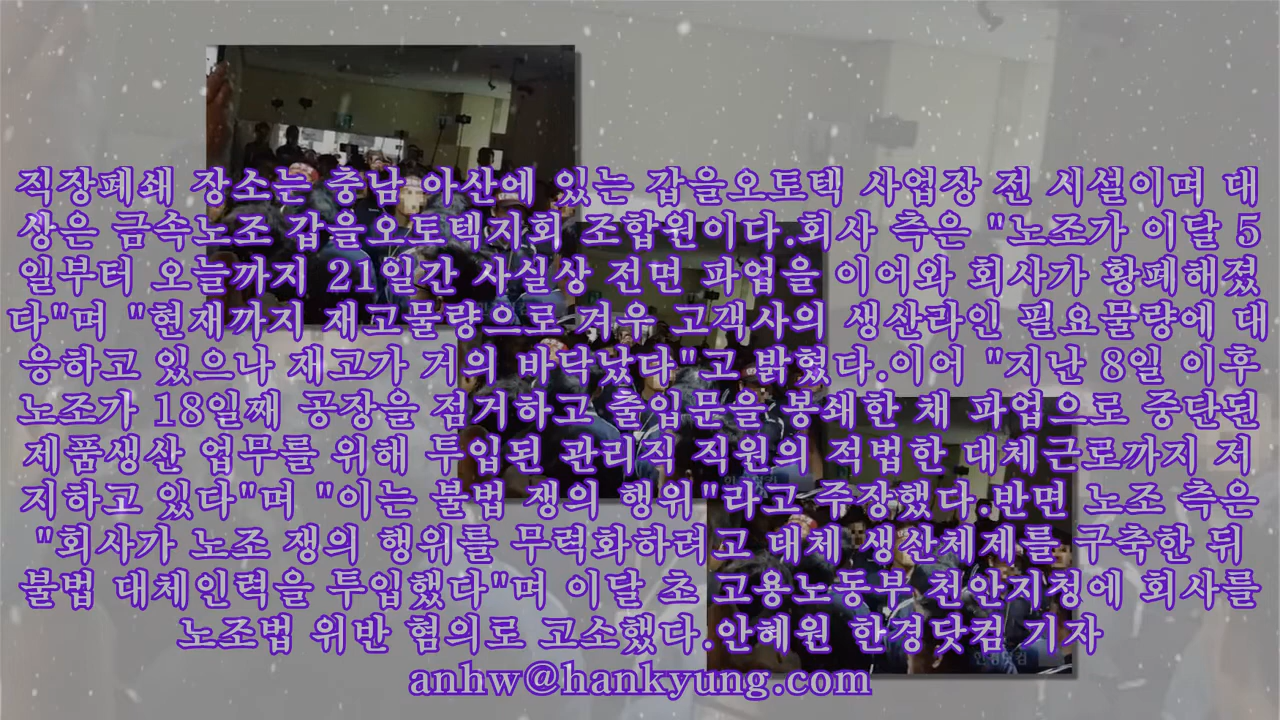 직장폐쇄 장소는 충남 아산에 있는 갑을오토텍 사업장 전 시설이며 대
상은 금속노조 갑을오토텍지회 조합원이다.회사 측은 "노조가 이달 5
일부터 오늘까지 21일간 사실상 전면 파업을 이어와 회사가 황폐해졌
다"며 "현재까지 재고물량으로 겨우 고객사의 생산라인 필요물량에 대
응하고 있으나 재고가 거의 바닥났다"고 밝혔다.이어 "지난 8일 이후
노조가 18일째 공장을 점거하고 출입문을 봉쇄한 채 파업으로 중단된
제품생산 업무를 위해 투입된 관리직 직원의 적법한 대체근로까지 저
지하고 있다"며 "이는 불법 쟁의 행위"라고 주장했다.반면 노조 측은
"회사가 노조 쟁의 행위를 무력화하려고 대체 생산체제를 구축한 뒤
불법 대체인력을 투입했다"며 이달 초 고용노동부 천안지청에 회사를
노조법 위반 혐의로 고소했다.안혜원 한경닷컴 기자
anhw@hankyung.com
한경닷컴